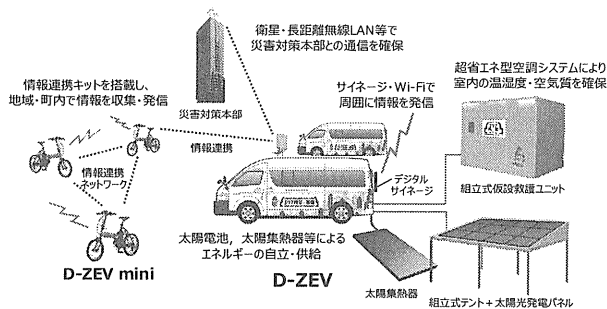 衛星・長距離無線LAN等で
災害対策本部との通信を確保
災害対策本部
情報連携キットを搭載し、
地域・町内で情報を収集・発信
情報連携
情報連携
ネットワーク
D-ZEV mini
サイネージ・Wi-Fiで
周囲に情報を発信
デジタル
サイネージ
太陽電池，太陽集熱器等による
エネルギーの自立・供給
D-ZEV
超省エネ型空調システムにより
室内の温湿度・空気質を確保
組立式仮設救護ユニット
太陽集熱器
組立式テント＋太陽光発電パネル